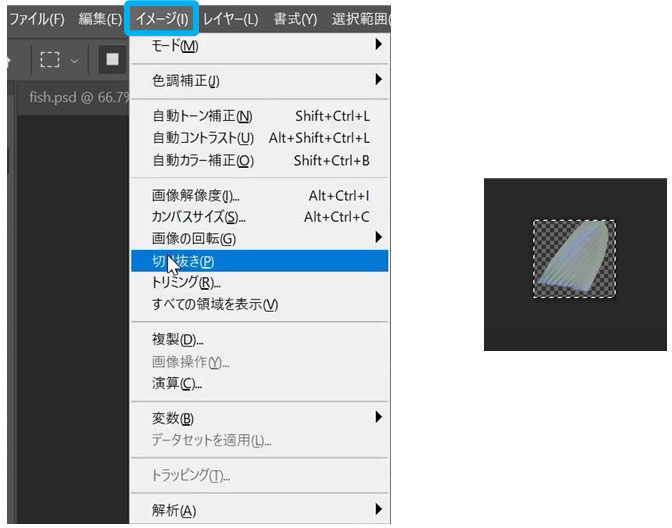 ファイル(F) 編集(E) イメージ(I) レイヤー(L) 書式(Y) 選択範囲(
fish.psd @ 66.7%
モード(M)
色調補正(J)
自動トーン補正(N) Shift+Ctrl+L
自動コントラスト(U) Alt+Shift+Ctrl+L
自動カラー補正(O) Shift+Ctrl+B
画像解像度(I)... Alt+Ctrl+I
カンバスサイズ(S)... Alt+Ctrl+C
画像の回転(G)
切り抜き(P)
トリミング(R)...
すべての領域を表示(V)
複製(D)...
画像操作(Y)...
演算(C)...
変数(B)
データセットを適用(L)...
トラッピング(T)...
解析(A)